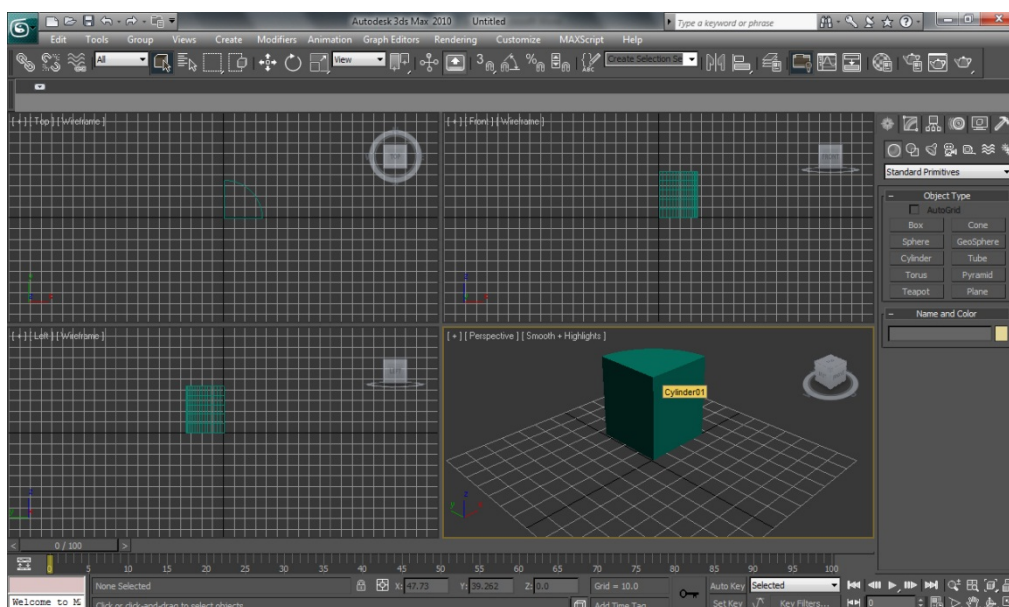 Autodesk 3ds Max 2010 Untitled
Type a keyword or phrase
Edit Tools Group Views Create Modifiers Animation Graph Editors Rendering Customize MAXScript Help
All
View
3
Create Selection Se
[ + ] [ Top ] [ Wireframe ]
TOP
[ + ] [ Front ] [ Wireframe ]
FRONT
Standard Primitives
Object Type
AutoGrid
Box Cone
Sphere GeoSphere
Cylinder Tube
Torus Pyramid
Teapot Plane
Name and Color
[ + ] [ Left ] [ Wireframe ]
[ + ] [ Perspective ] [ Smooth + Highlights ]
Cylinder01
0 / 100
0 5 10 15 20 25 30 35 40 45 50 55 60 65 70 75 80 85 90 95 100
None Selected X: 47.73 Y: 39.262 Z: 0.0 Grid = 10.0 Auto Key Selected
Welcome to M Click or click-and-drag to select objects Add Time Tag Set Key Key Filters... 0